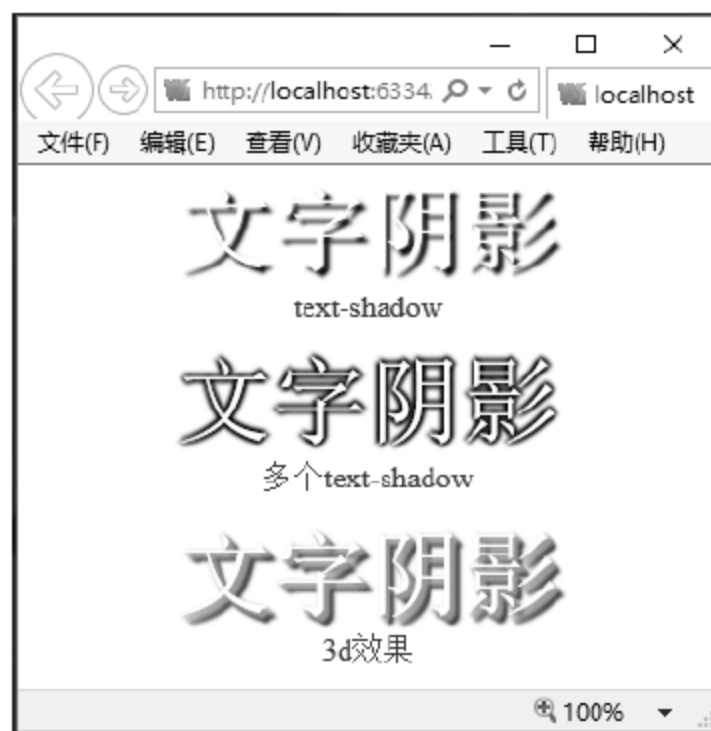 http://localhost:6334 localhost
文件(F) 编辑(E) 查看(V) 收藏夹(A) 工具(T) 帮助(H)
文字阴影
text-shadow
文字阴影
多个text-shadow
文字阴影
3d效果
100%